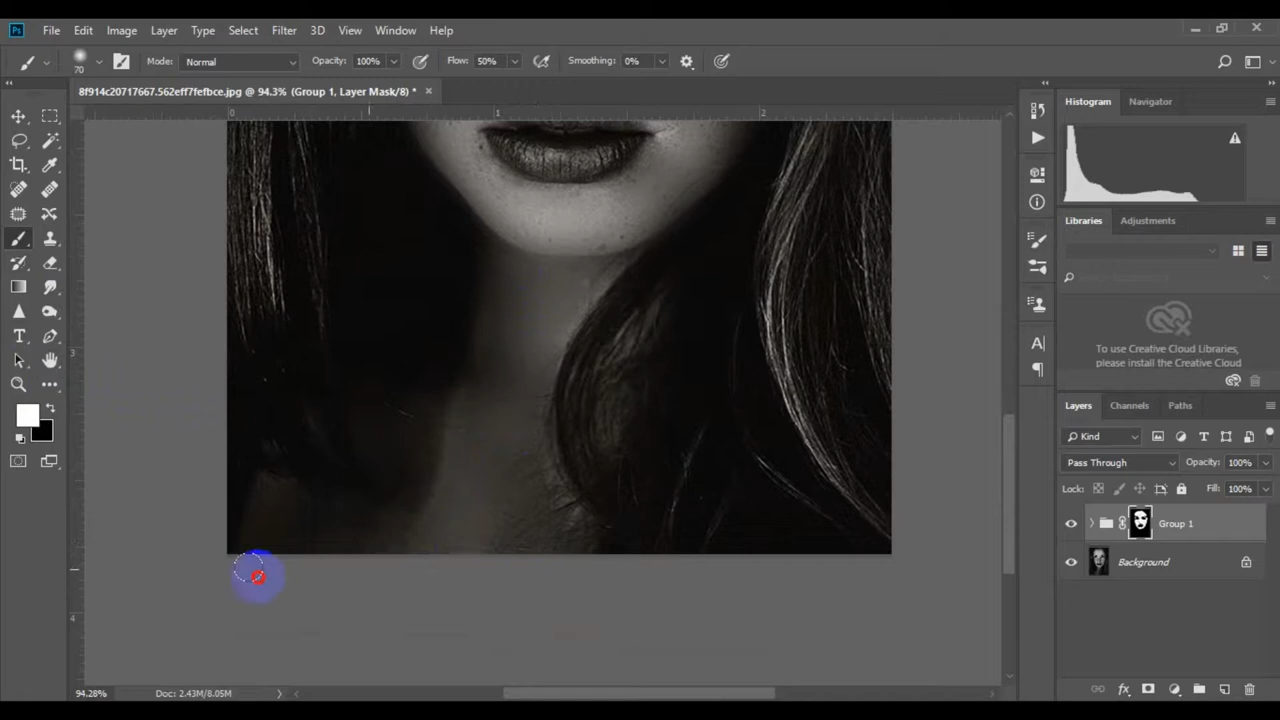 Ps File Edit Image Layer Type Select Filter 3D View Window Help
70 Mode: Normal Opacity: 100% Flow: 50% Smoothing: 0%
8f914c20717667.562eff7fefbce.jpg @ 94.3% (Group 1, Layer Mask/8) * ×
0 1 2
3
4
Histogram Navigator
Libraries Adjustments
To use Creative Cloud Libraries,
please install the Creative Cloud
Layers Channels Paths
Kind
Pass Through Opacity: 100%
Lock: Fill: 100%
Group 1
Background
94.28% Doc: 2.43M/8.05M